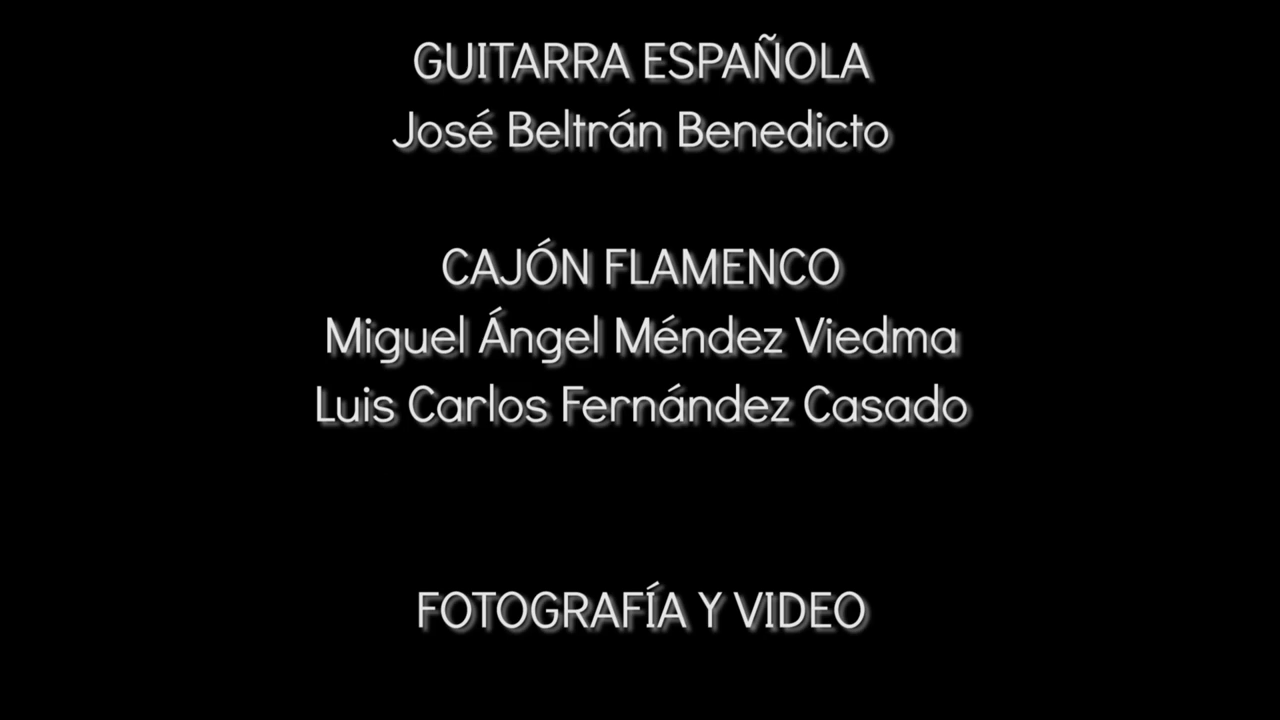 GUITARRA ESPAÑOLA
José Beltrán Benedicto
CAJÓN FLAMENCO
Miguel Ángel Méndez Viedma
Luis Carlos Fernández Casado
FOTOGRAFÍA Y VIDEO